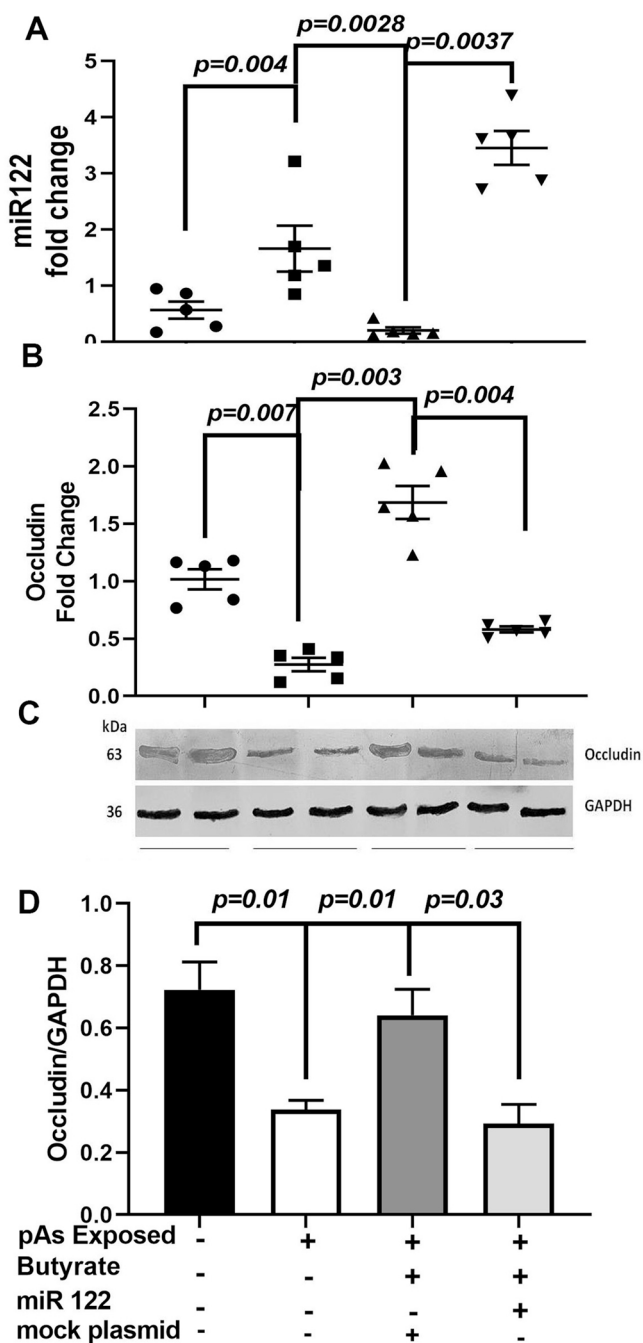 A
p=0.0028
p=0.004
p=0.0037
miR122
fold change
5
4
3
2
1
0
B
p=0.003
p=0.007
p=0.004
Occludin
Fold Change
2.5
2.0
1.5
1.0
0.5
0.0
C
kDa
63
Occludin
36
GAPDH
D
p=0.01 p=0.01 p=0.03
Occludin/GAPDH
1.0
0.8
0.6
0.4
0.2
0.0
pAs Exposed - + + +
Butyrate - - + +
miR 122 - - - +
mock plasmid - - + -